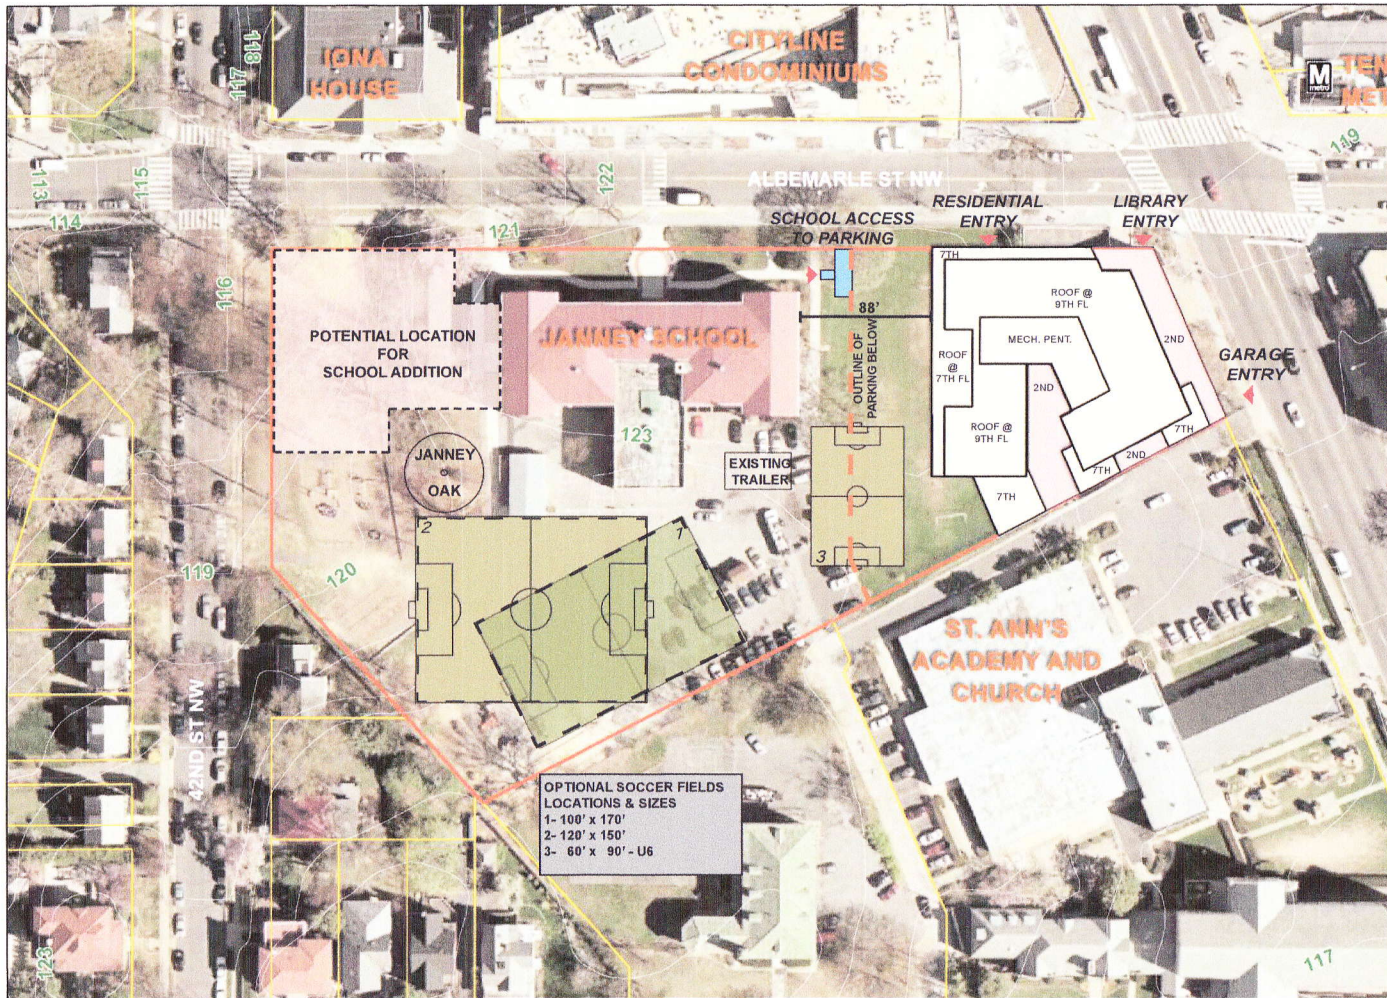 IONA
HOUSE
CITYLINE
CONDOMINIUMS
M
metro
TEN
MET
118
117
119
113
114
115
122
ALBEMARLE ST NW
121
SCHOOL ACCESS
TO PARKING
RESIDENTIAL
ENTRY
LIBRARY
ENTRY
116
7TH
ROOF @
9TH FL
88'
POTENTIAL LOCATION
FOR
SCHOOL ADDITION
JANNEY SCHOOL
OUTLINE OF
PARKING BELOW
MECH. PENT.
2ND
ROOF
@
7TH FL
2ND
GARAGE
ENTRY
ROOF @
9TH FL
7TH
2ND
7TH
7TH
123
JANNEY
OAK
EXISTING
TRAILER
2
1
3
119
120
ST. ANN'S
ACADEMY AND
CHURCH
42ND ST NW
OPTIONAL SOCCER FIELDS
LOCATIONS & SIZES
1- 100' x 170'
2- 120' x 150'
3- 60' x 90' - U6
123
117